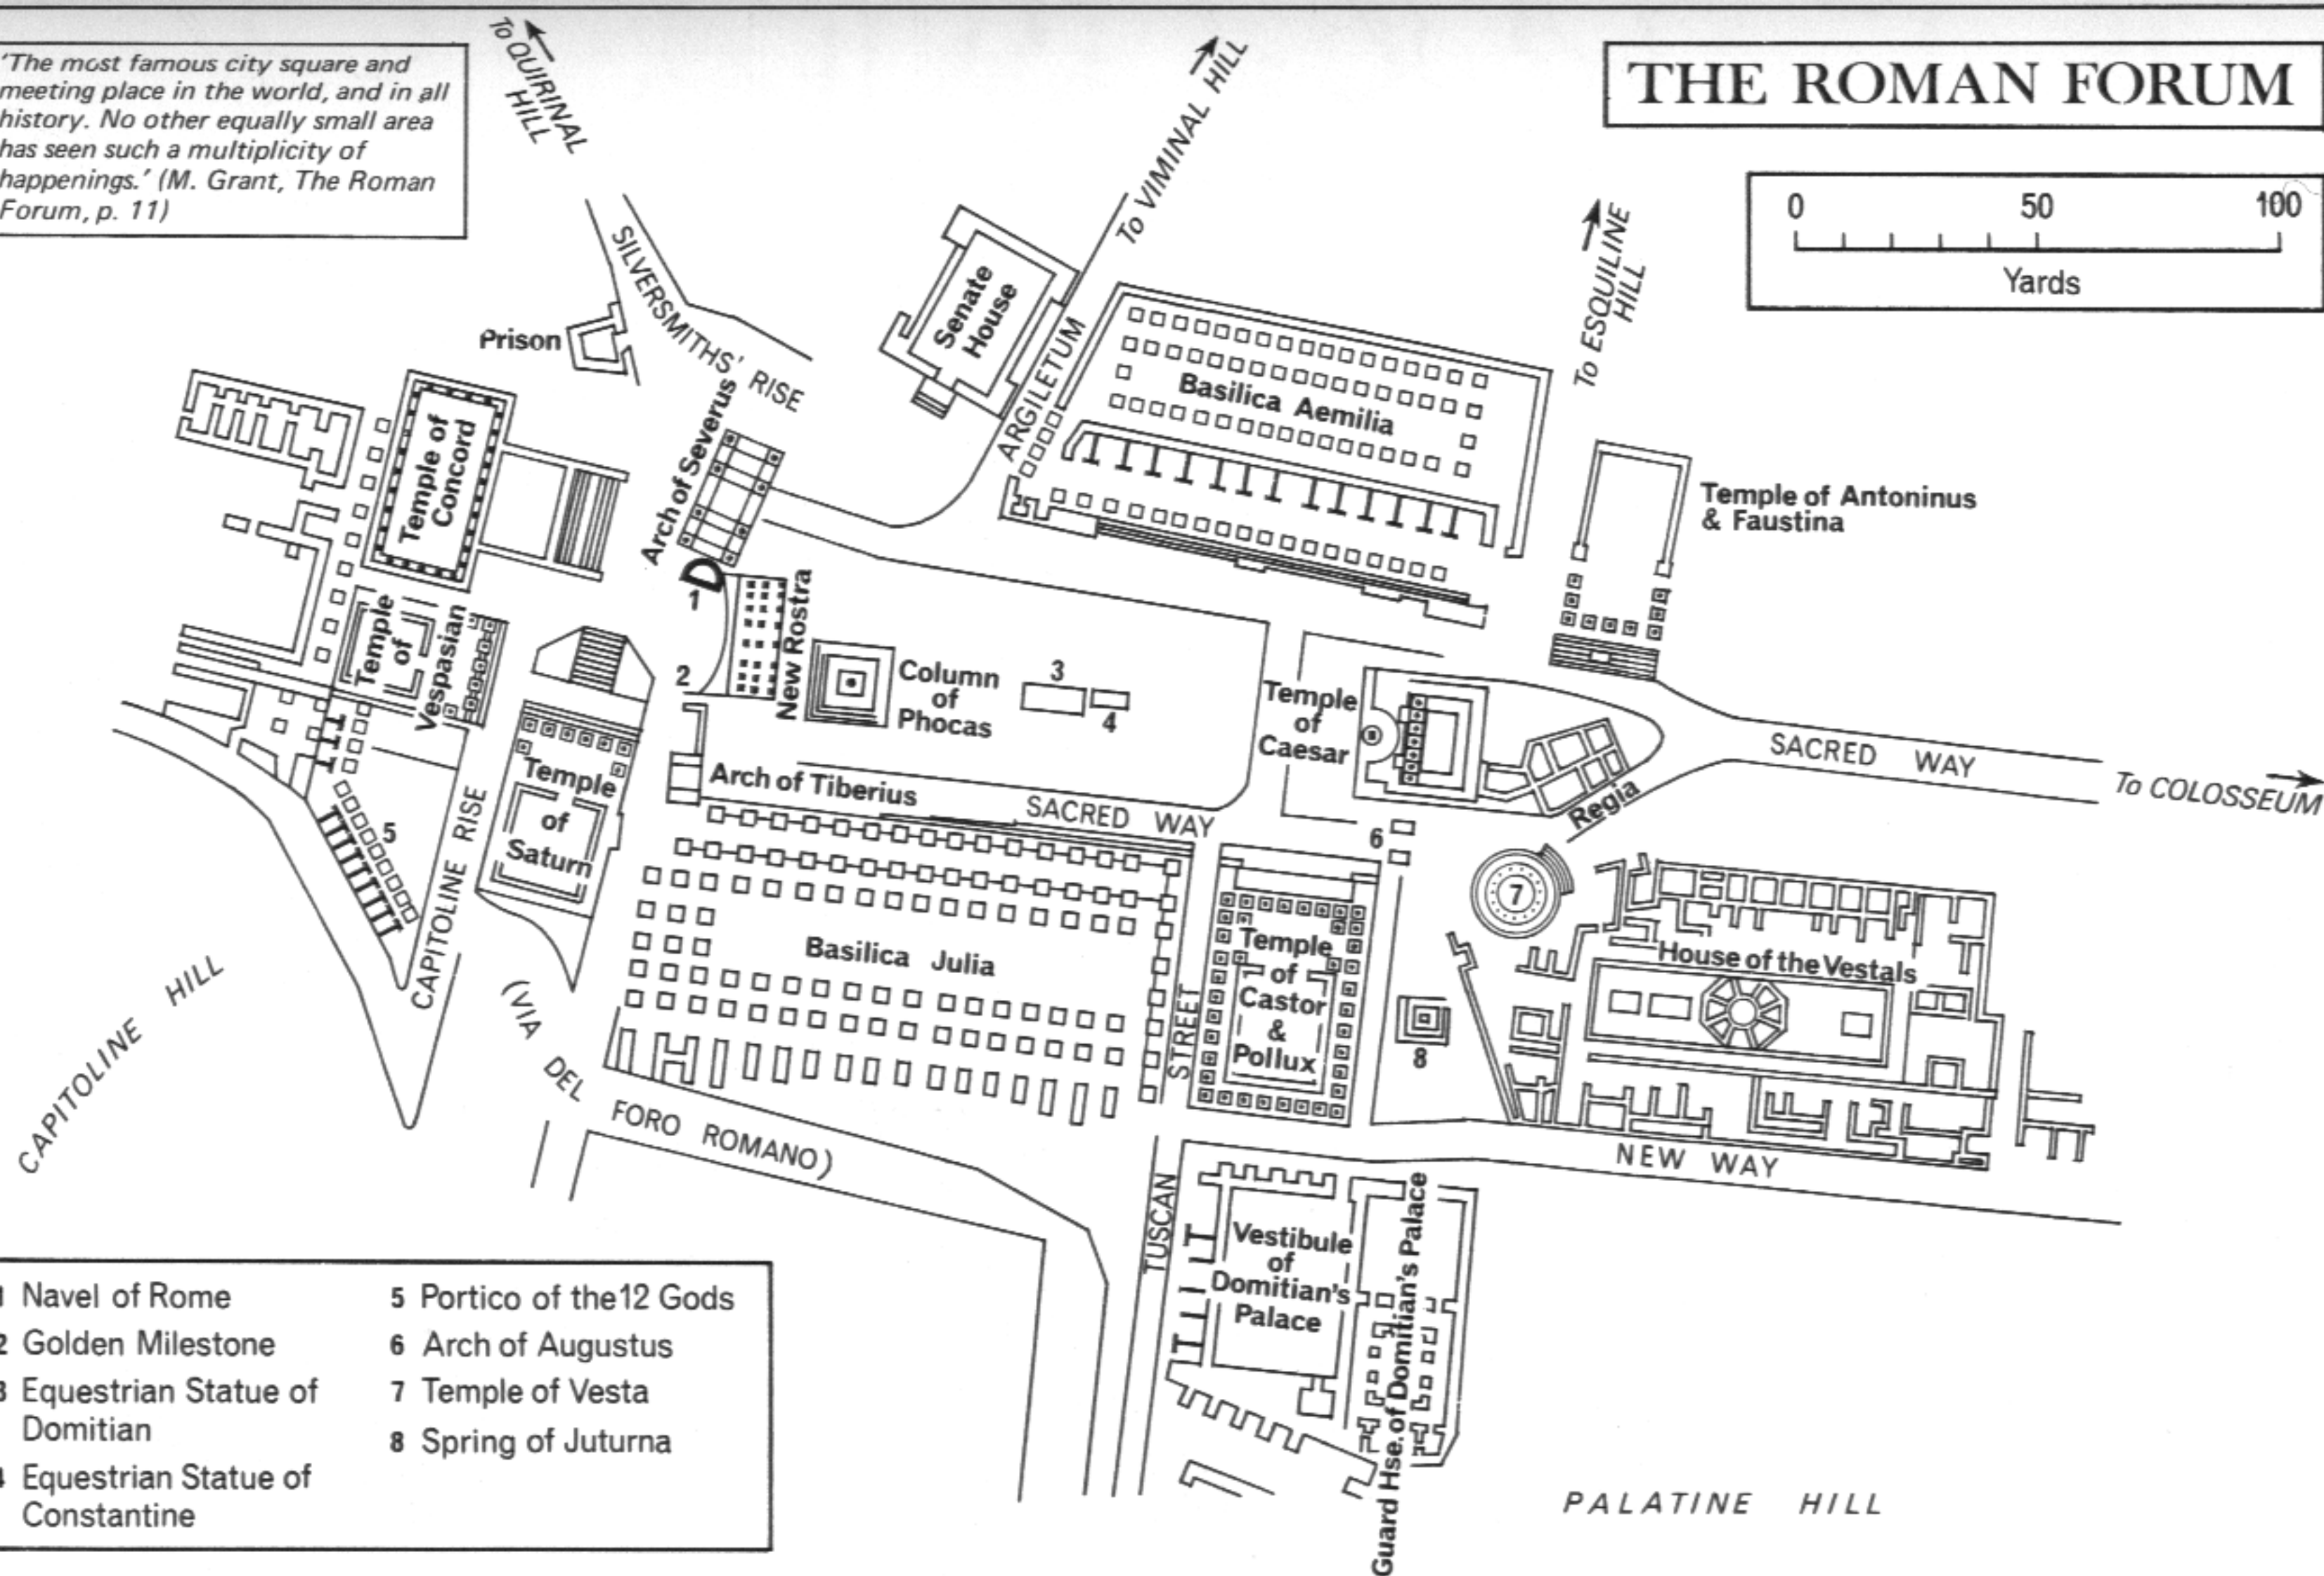 'The most famous city square and
meeting place in the world, and in all
history. No other equally small area
has seen such a multiplicity of
happenings.' (M. Grant, The Roman
Forum, p. 11)
To QUIRINAL
HILL
To VIMINAL HILL
THE ROMAN FORUM
0 50 100
Yards
To ESQUILINE
HILL
SILVERSMITHS' RISE
Prison
Senate
House
ARGILETUM
Basilica Aemilia
Temple of
Concord
Arch of Severus
Temple of Antoninus
& Faustina
1
2
New Rostra
Temple
of
Vespasian
Column
of
Phocas
3
4
Temple
of
Caesar
Regia
SACRED WAY
To COLOSSEUM
Arch of Tiberius
SACRED WAY
Temple
of
Saturn
5
CAPITOLINE RISE
6
7
Basilica Julia
Temple
of
Castor
&
Pollux
House of the Vestals
8
CAPITOLINE HILL
(VIA DEL FORO ROMANO)
TUSCAN STREET
NEW WAY
Vestibule
of
Domitian's
Palace
Guard Hse. of Domitian's Palace
PALATINE HILL
1 Navel of Rome
2 Golden Milestone
3 Equestrian Statue of
Domitian
4 Equestrian Statue of
Constantine
5 Portico of the 12 Gods
6 Arch of Augustus
7 Temple of Vesta
8 Spring of Juturna